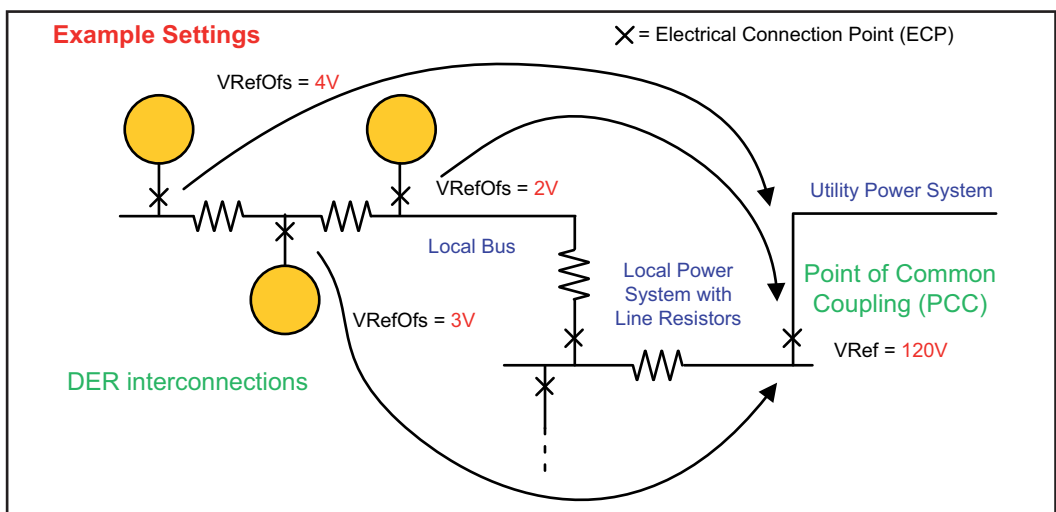 Example Settings
= Electrical Connection Point (ECP)
VRefOfs = 4V
VRefOfs = 2V
Utility Power System
Local Bus
Local Power
System with
Line Resistors
Point of Common
Coupling (PCC)
VRefOfs = 3V
VRef = 120V
DER interconnections